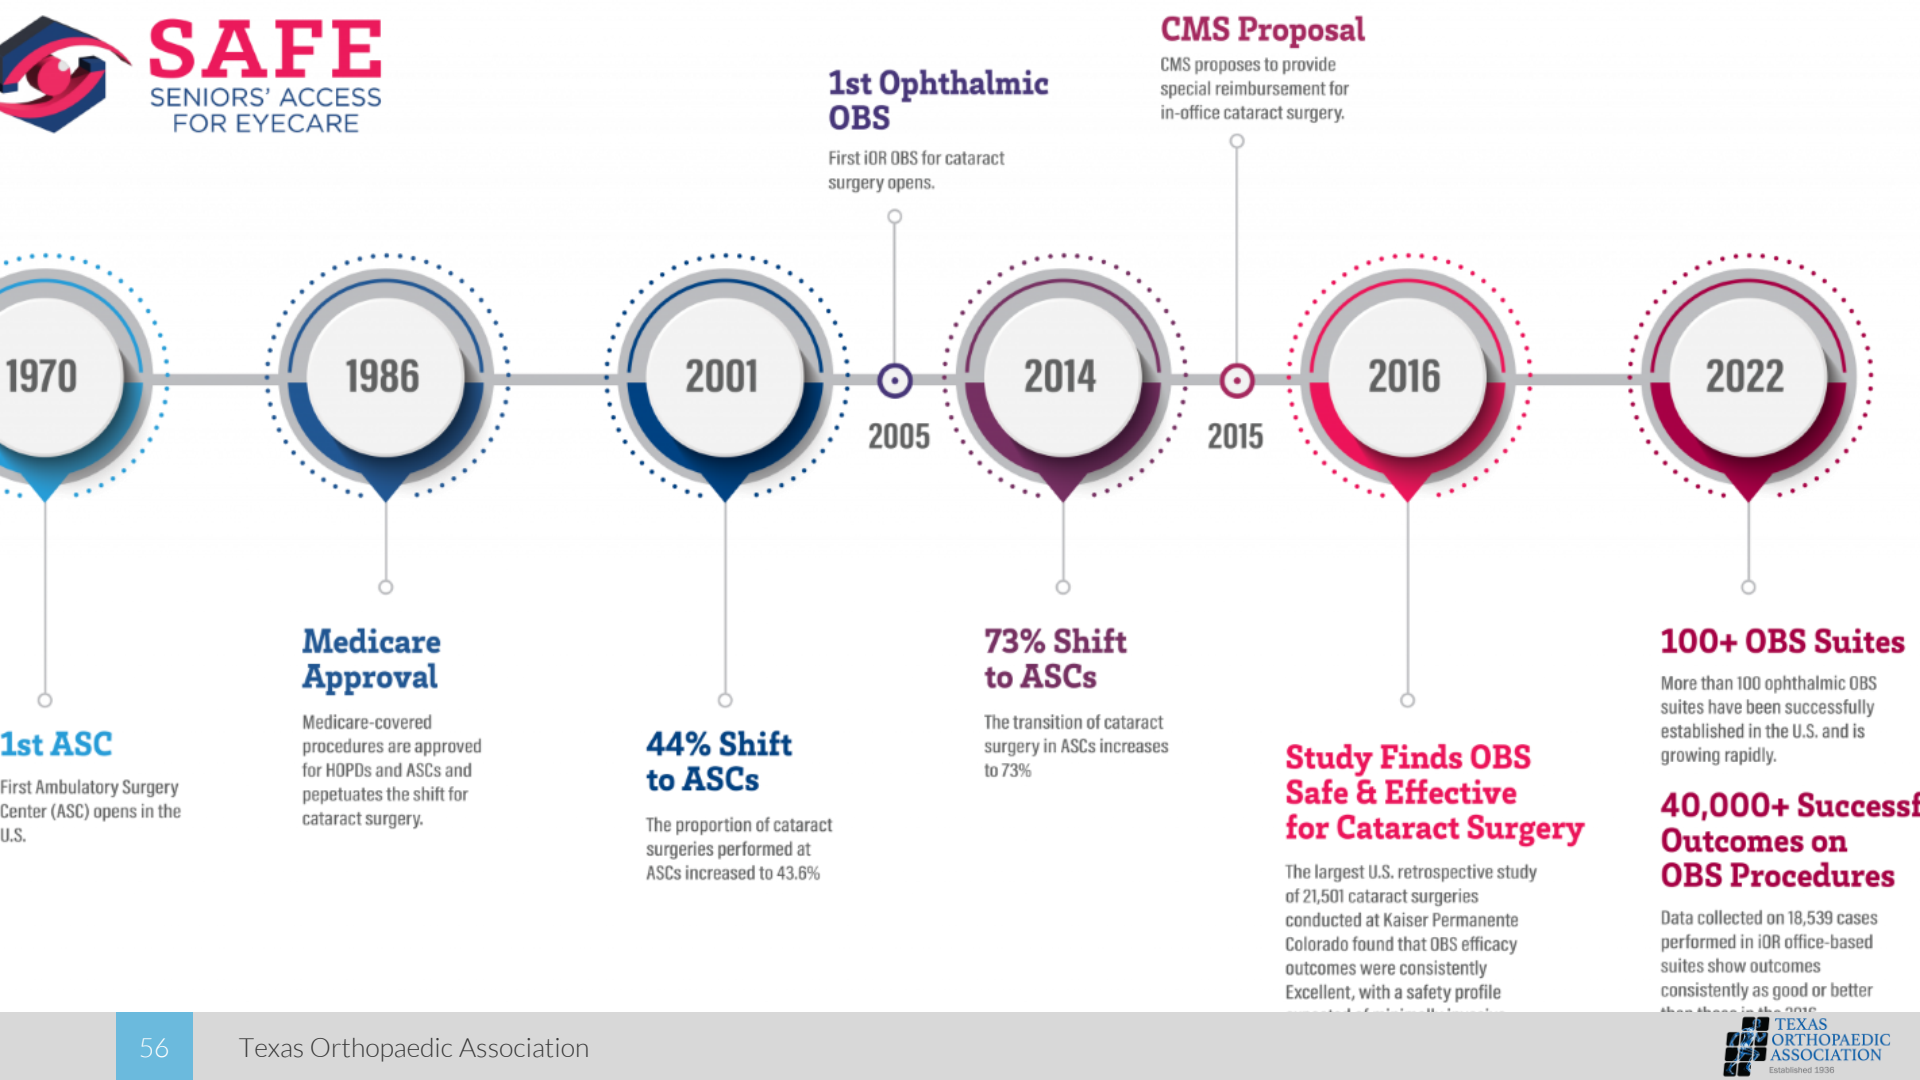 SAFE
SENIORS' ACCESS
FOR EYECARE
1st Ophthalmic
OBS
First iOR OBS for cataract
surgery opens.
CMS Proposal
CMS proposes to provide
special reimbursement for
in-office cataract surgery.
1970
1986
2001
2005
2014
2015
2016
2022
1st ASC
First Ambulatory Surgery
Center (ASC) opens in the
U.S.
Medicare
Approval
Medicare-covered
procedures are approved
for HOPDs and ASCs and
pepetuates the shift for
cataract surgery.
44% Shift
to ASCs
The proportion of cataract
surgeries performed at
ASCs increased to 43.6%
73% Shift
to ASCs
The transition of cataract
surgery in ASCs increases
to 73%
Study Finds OBS
Safe & Effective
for Cataract Surgery
The largest U.S. retrospective study
of 21,501 cataract surgeries
conducted at Kaiser Permanente
Colorado found that OBS efficacy
outcomes were consistently
Excellent, with a safety profile
100+ OBS Suites
More than 100 ophthalmic OBS
suites have been successfully
established in the U.S. and is
growing rapidly.
40,000+ Successf
Outcomes on
OBS Procedures
Data collected on 18,539 cases
performed in iOR office-based
suites show outcomes
consistently as good or better
56
Texas Orthopaedic Association
TEXAS
ORTHOPAEDIC
ASSOCIATION
Established 1936